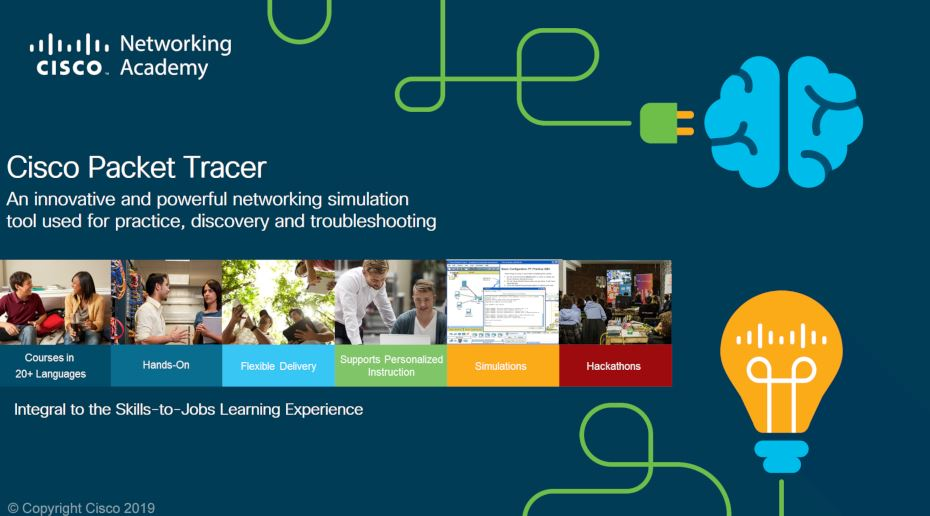 Networking
CISCO Academy
Cisco Packet Tracer
An innovative and powerful networking simulation
tool used for practice, discovery and troubleshooting
Courses in
20+ Languages
Hands-On
Flexible Delivery
Supports Personalized
Instruction
Simulations
Hackathons
Integral to the Skills-to-Jobs Learning Experience
© Copyright Cisco 2019